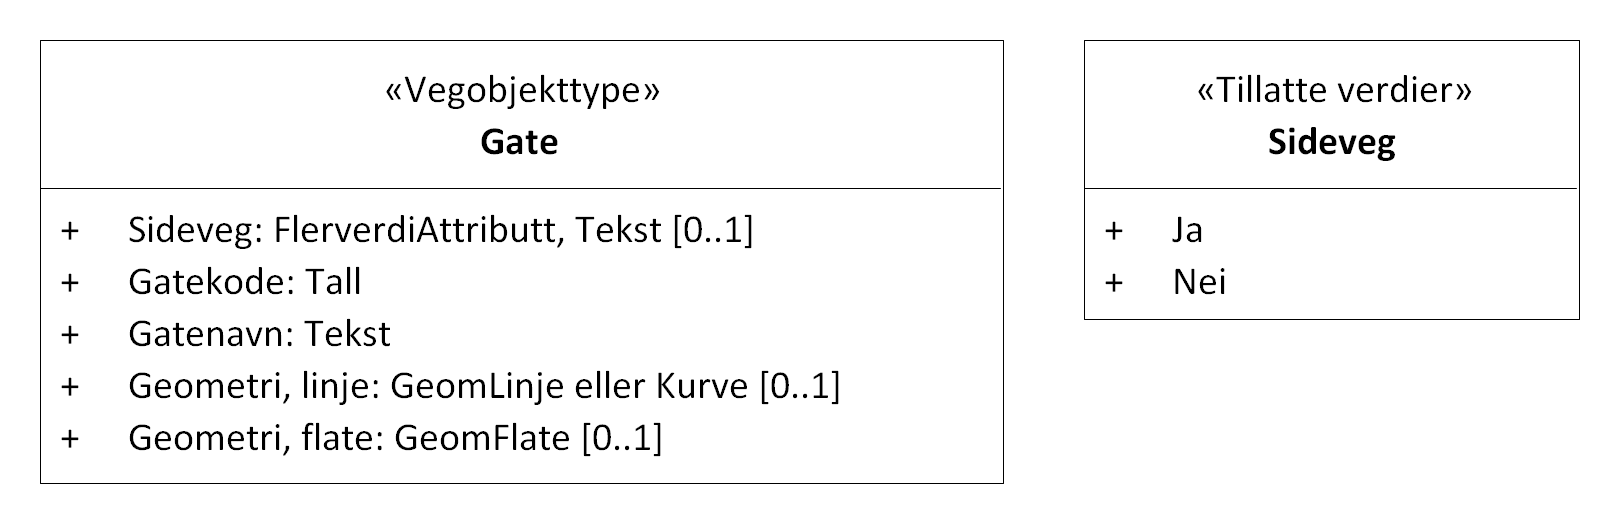 «Vegobjekttype»
Gate
+ Sideveg: FlerverdiAttributt, Tekst [0..1]
+ Gatekode: Tall
+ Gatenavn: Tekst
+ Geometri, linje: GeomLinje eller Kurve [0..1]
+ Geometri, flate: GeomFlate [0..1]
«Tillatte verdier»
Sideveg
+ Ja
+ Nei